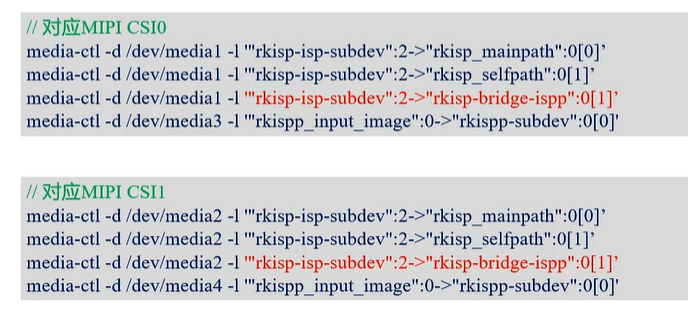 // 对应MIPI CSI0
media-ctl -d /dev/media1 -l '"rkisp-isp-subdev":2->"rkisp_mainpath":0[0]’
media-ctl -d /dev/media1 -l '"rkisp-isp-subdev":2->"rkisp_selfpath":0[1]’
media-ctl -d /dev/media1 -l '"rkisp-isp-subdev":2->"rkisp-bridge-ispp":0[1]’
media-ctl -d /dev/media3 -l '"rkispp_input_image":0->"rkispp-subdev":0[0]'
// 对应MIPI CSI1
media-ctl -d /dev/media2 -l '"rkisp-isp-subdev":2->"rkisp_mainpath":0[0]’
media-ctl -d /dev/media2 -l '"rkisp-isp-subdev":2->"rkisp_selfpath":0[1]’
media-ctl -d /dev/media2 -l '"rkisp-isp-subdev":2->"rkisp-bridge-ispp":0[1]’
media-ctl -d /dev/media4 -l '"rkispp_input_image":0->"rkispp-subdev":0[0]'